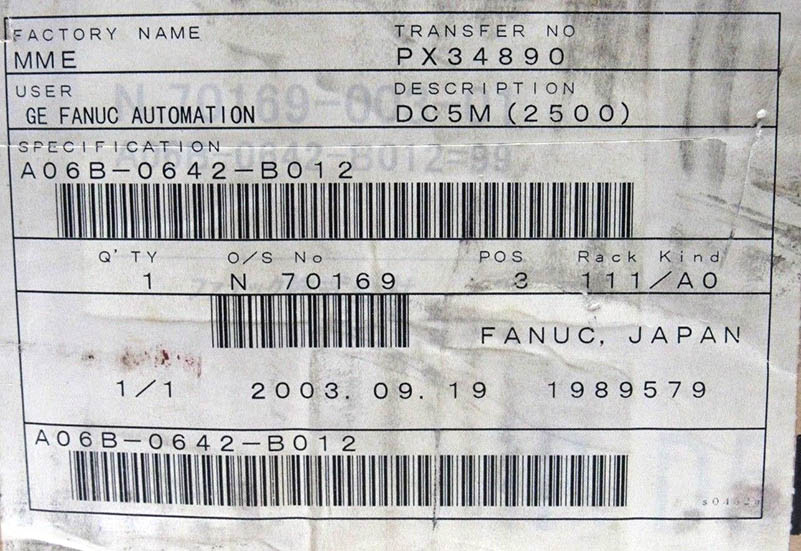 FACTORY NAME TRANSFER NO
MME PX34890
USER DESCRIPTION
GE FANUC AUTOMATION DC5M (2500)
SPECIFICATION
A06B-0642-B012
Q'TY O/S No POS Rack Kind
1 N 70169 3 111/A0
FANUC, JAPAN
1/1 2003. 09. 19 1989579
A06B-0642-B012